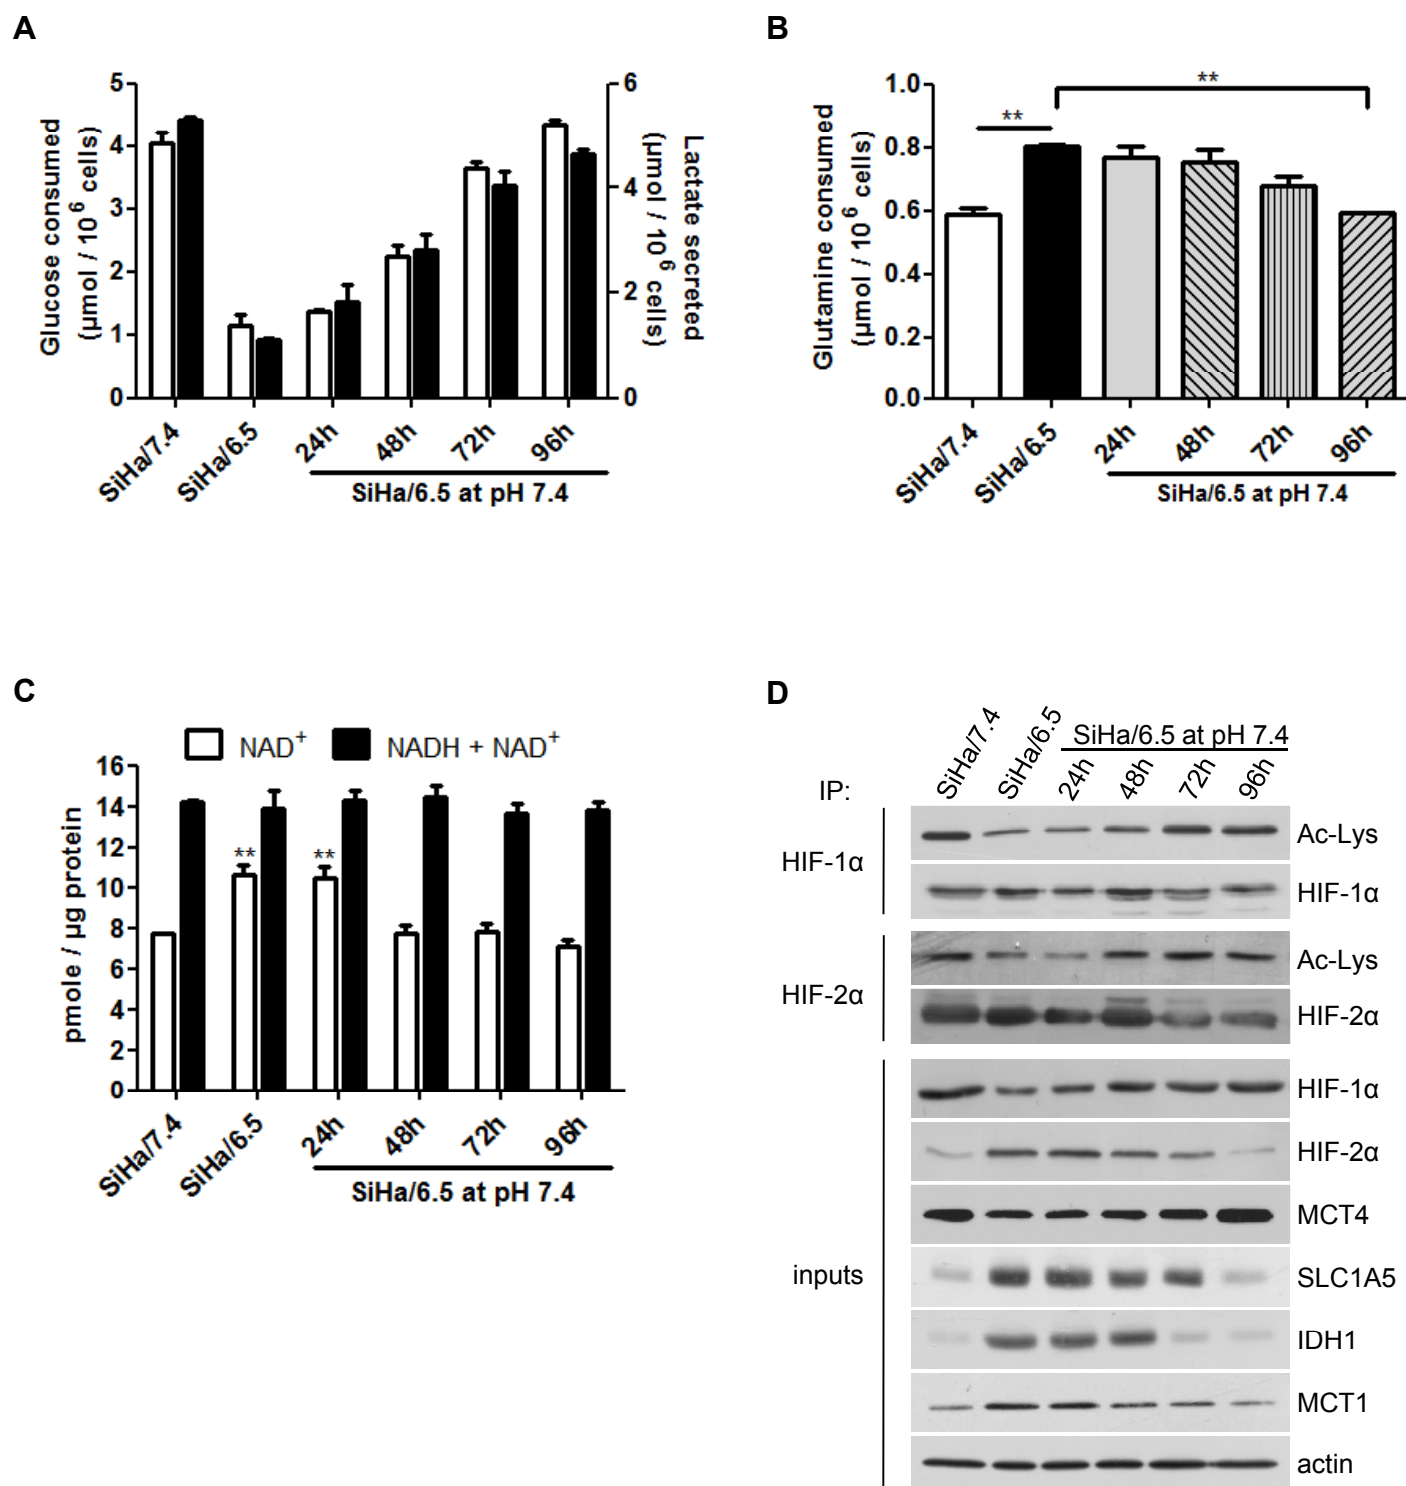 A
Glucose consumed
(µmol / 10^6 cells)
5
4
3
2
1
0
6
4
2
0
Lactate secreted
(µmol / 10^6 cells)
SiHa/7.4
SiHa/6.5
24h
48h
72h
96h
SiHa/6.5 at pH 7.4
B
Glutamine consumed
(µmol / 10^6 cells)
1.0
0.8
0.6
0.4
0.2
0.0
**
**
SiHa/7.4
SiHa/6.5
24h
48h
72h
96h
SiHa/6.5 at pH 7.4
C
NAD+ NADH + NAD+
pmole / µg protein
16
14
12
10
8
6
4
2
0
** **
SiHa/7.4
SiHa/6.5
24h
48h
72h
96h
SiHa/6.5 at pH 7.4
D
SiHa/7.4
SiHa/6.5
SiHa/6.5 at pH 7.4
24h
48h
72h
96h
IP:
HIF-1α
Ac-Lys
HIF-1α
HIF-2α
Ac-Lys
HIF-2α
inputs
HIF-1α
HIF-2α
MCT4
SLC1A5
IDH1
MCT1
actin